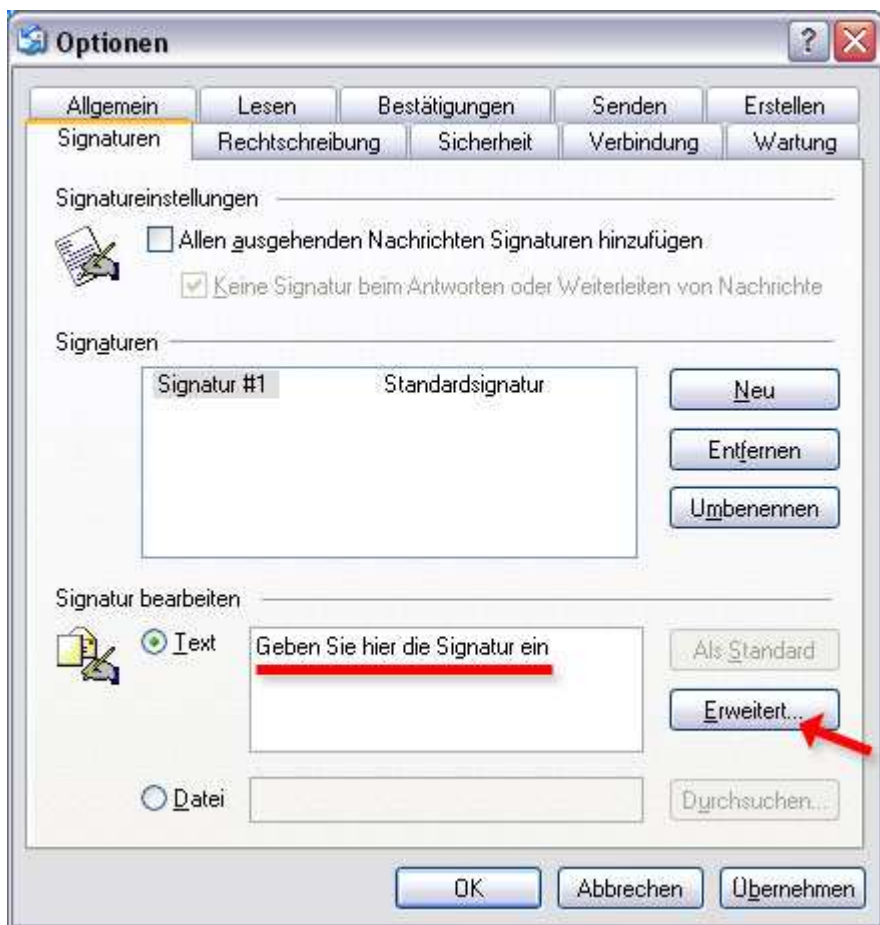 Optionen
Allgemein Lesen Bestätigungen Senden Erstellen
Signaturen Rechtschreibung Sicherheit Verbindung Wartung
Signatureinstellungen
Allen ausgehenden Nachrichten Signaturen hinzufügen
Keine Signatur beim Antworten oder Weiterleiten von Nachrichte
Signaturen
Signatur #1 Standardsignatur
Neu
Entfernen
Umbenennen
Signatur bearbeiten
Text Geben Sie hier die Signatur ein Als Standard
Erweitert...
Datei Durchsuchen...
OK Abbrechen Übernehmen